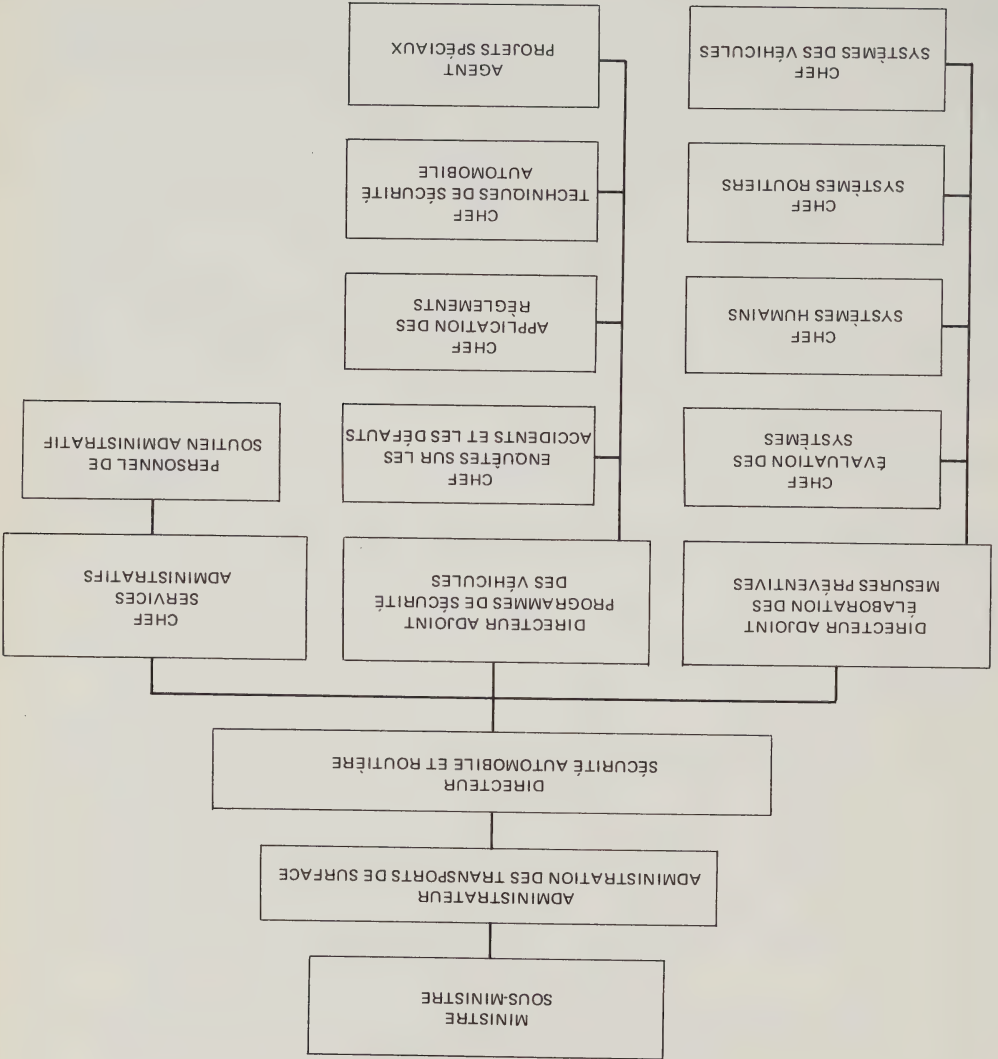 MINISTRE
SOUS-MINISTRE
ADMINISTRATEUR
ADMINISTRATION DES TRANSPORTS DE SURFACE
DIRECTEUR
SÉCURITÉ AUTOMOBILE ET ROUTIÈRE
DIRECTEUR ADJOINT
ÉLABORATION DES
MESURES PRÉVENTIVES
CHEF
ÉVALUATION DES
SYSTÈMES
CHEF
SYSTÈMES HUMAINS
CHEF
SYSTÈMES ROUTIERS
CHEF
SYSTÈMES DES VÉHICULES
DIRECTEUR ADJOINT
PROGRAMMES DE SÉCURITÉ
DES VÉHICULES
CHEF
ENQUÊTES SUR LES
ACCIDENTS ET LES DÉFAUTS
CHEF
APPLICATION DES
RÈGLEMENTS
CHEF
TECHNIQUES DE SÉCURITÉ
AUTOMOBILE
AGENT
PROJETS SPÉCIAUX
CHEF
SERVICES
ADMINISTRATIFS
PERSONNEL DE
SOUTIEN ADMINISTRATIF